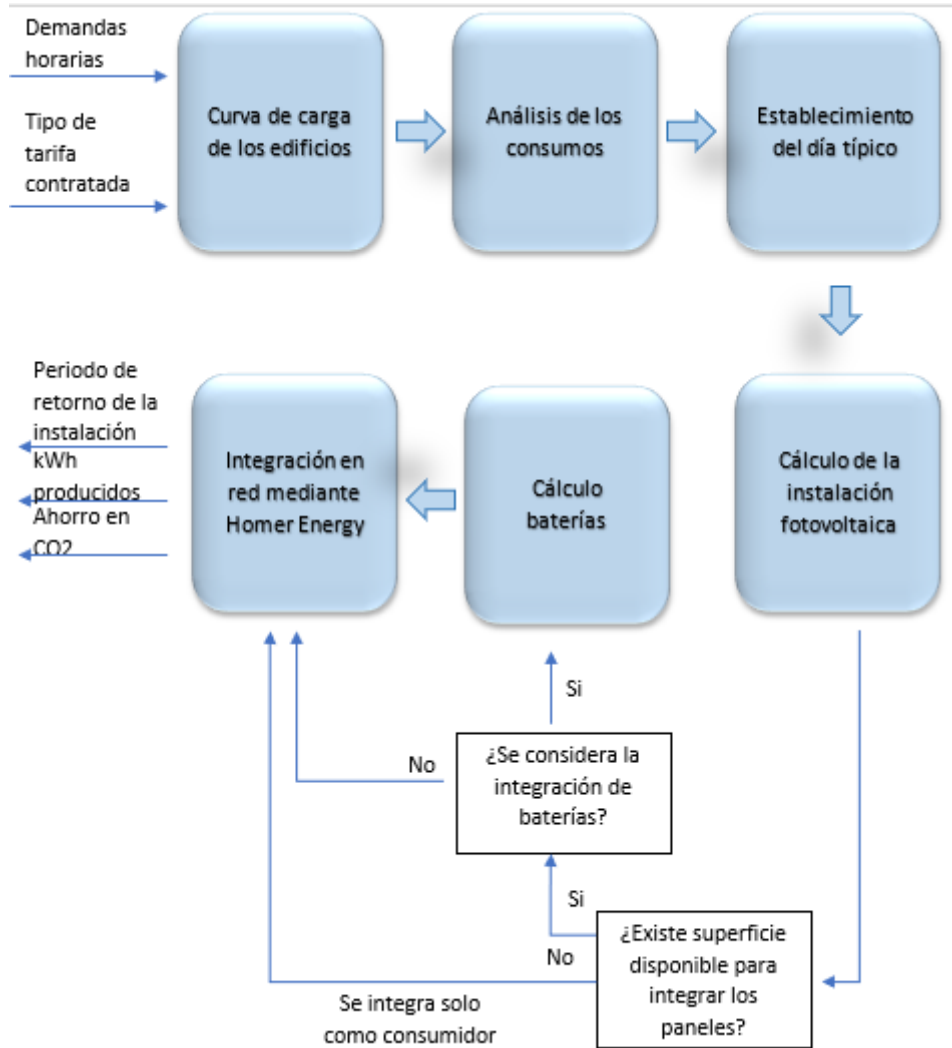 Demandas
horarias
Tipo de
tarifa
contratada
Curva de carga
de los edificios
Análisis de los
consumos
Establecimiento
del día típico
Periodo de
retorno de la
instalación
kWh
producidos
Ahorro en
CO2
Integración en
red mediante
Homer Energy
Cálculo
baterías
Cálculo de la
instalación
fotovoltaica
Si
No
¿Se considera la
integración de
baterías?
Si
No
¿Existe superficie
disponible para
integrar los
paneles?
Se integra solo
como consumidor